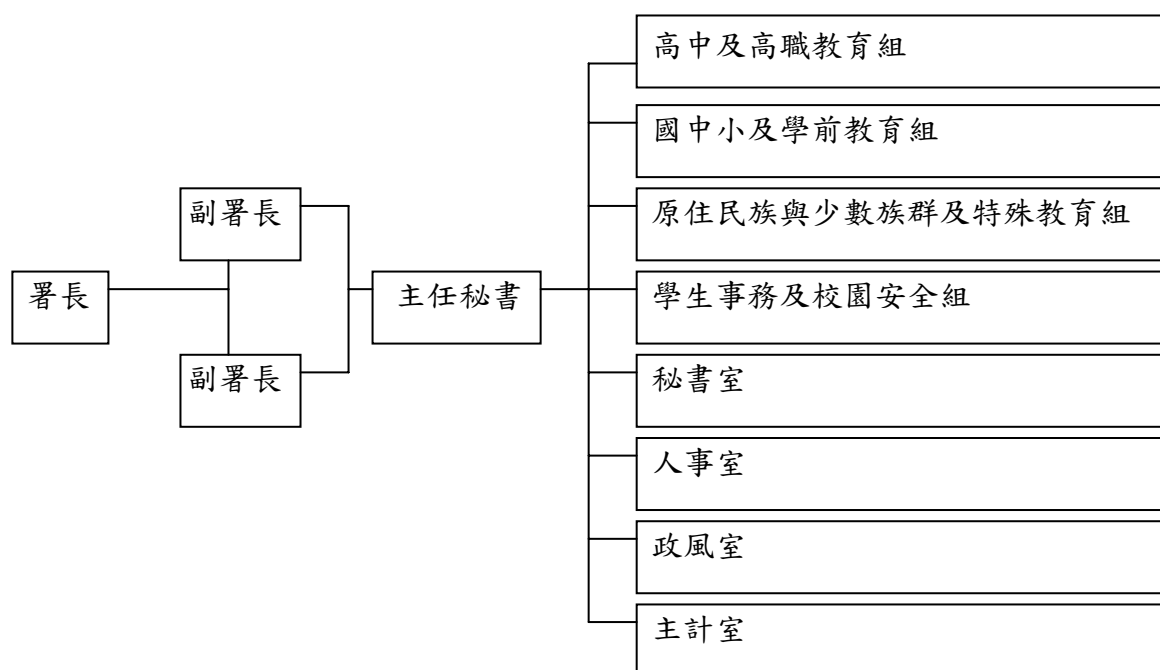 署長
副署長
副署長
主任秘書
高中及高職教育組
國中小及學前教育組
原住民族與少數族群及特殊教育組
學生事務及校園安全組
秘書室
人事室
政風室
主計室